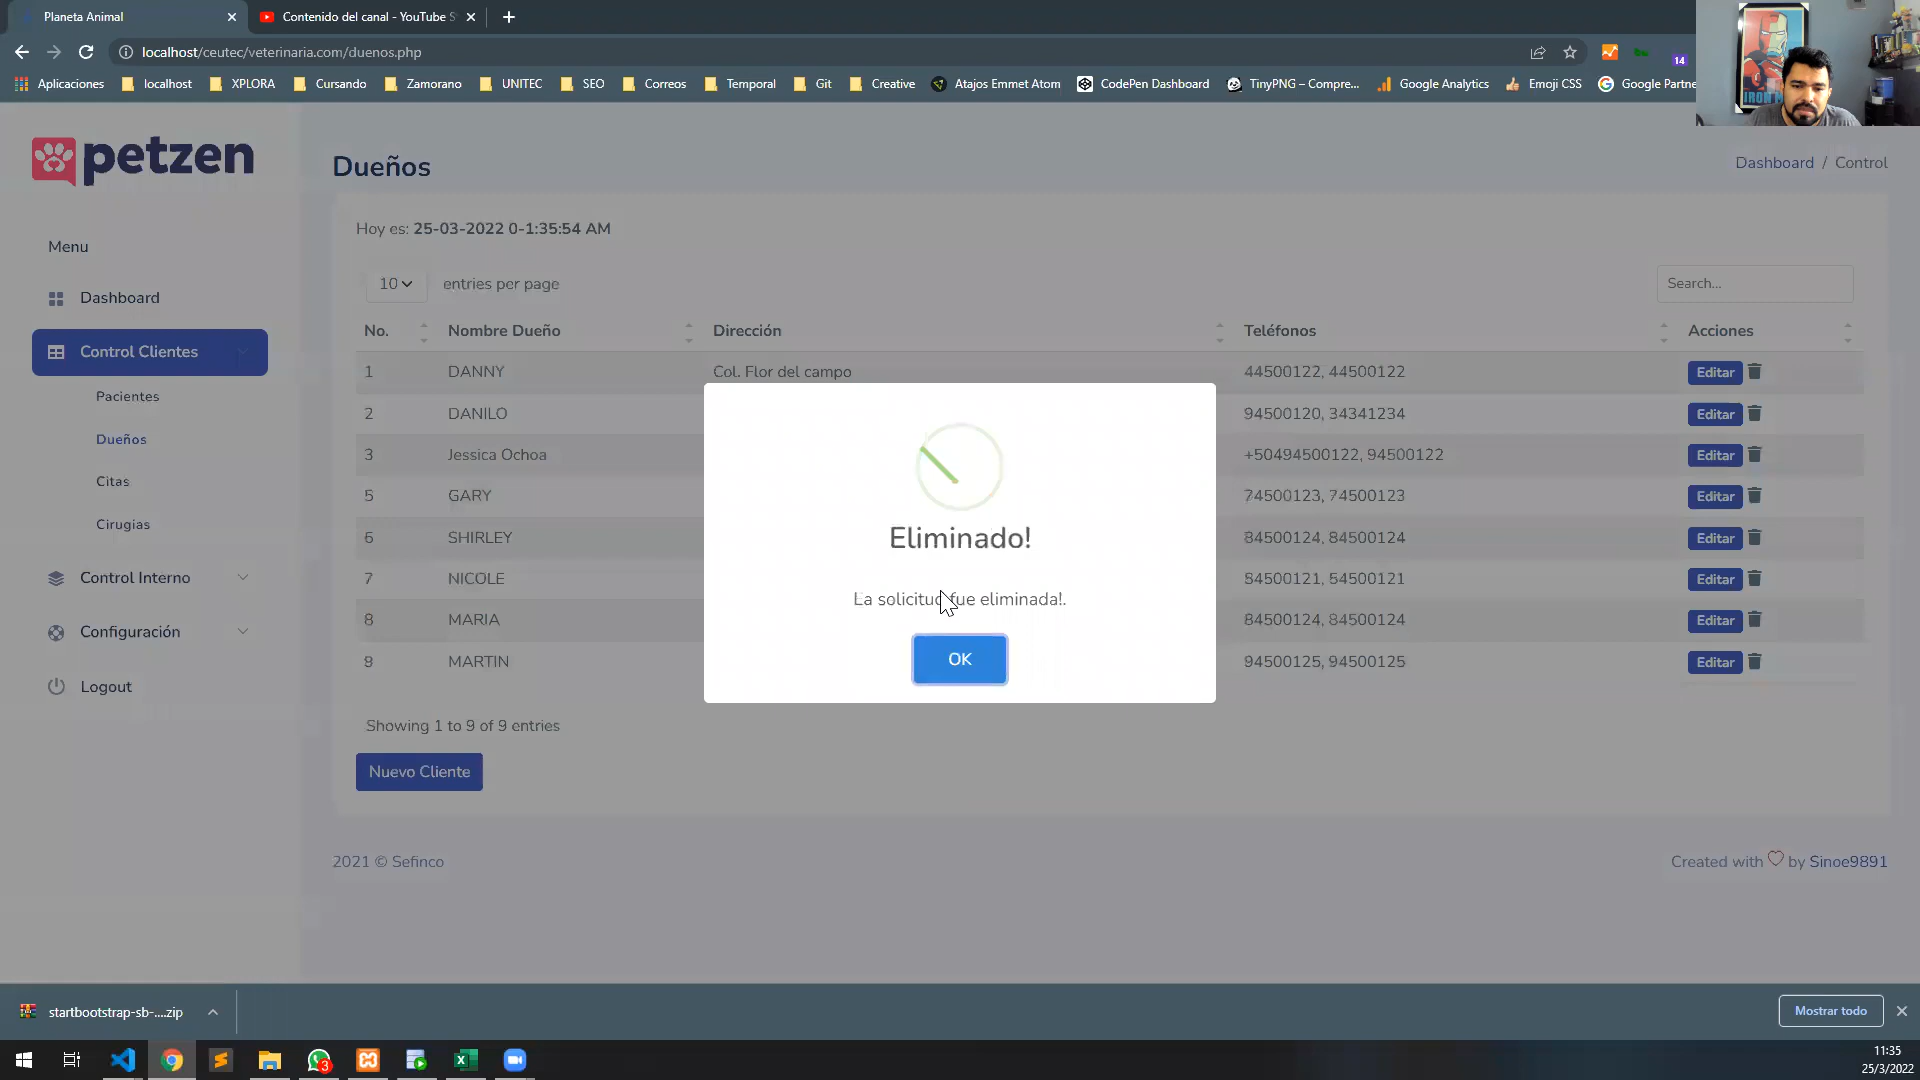 Planeta Animal
Contenido del canal - YouTube S
localhost/ceutec/veterinaria.com/duenos.php
14
Aplicaciones
localhost
XPLORA
Cursando
Zamorano
UNITEC
SEO
Correos
Temporal
Git
Creative
Atajos Emmet Atom
CodePen Dashboard
TinyPNG – Compre...
Google Analytics
Emoji CSS
Google Partne
petzen
Menu
Dashboard
Control Clientes
Pacientes
Dueños
Citas
Cirugias
Control Interno
Configuración
Logout
Dueños
Dashboard / Control
Hoy es: 25-03-2022 0-1:35:54 AM
10 entries per page
Search...
No. Nombre Dueño Dirección Teléfonos Acciones
1 DANNY Col. Flor del campo 44500122, 44500122 Editar
2 DANILO 94500120, 34341234 Editar
3 Jessica Ochoa +50494500122, 94500122 Editar
5 GARY 74500123, 74500123 Editar
6 SHIRLEY 84500124, 84500124 Editar
7 NICOLE 54500121, 54500121 Editar
8 MARIA 84500124, 84500124 Editar
9 MARTIN 94500125, 94500125 Editar
Eliminado!
La solicitud fue eliminada!.
OK
Showing 1 to 9 of 9 entries
Nuevo Cliente
2021 © Sefinco
Created with by Sinoe9891
startbootstrap-sb-....zip
Mostrar todo
3
11:35
25/3/2022